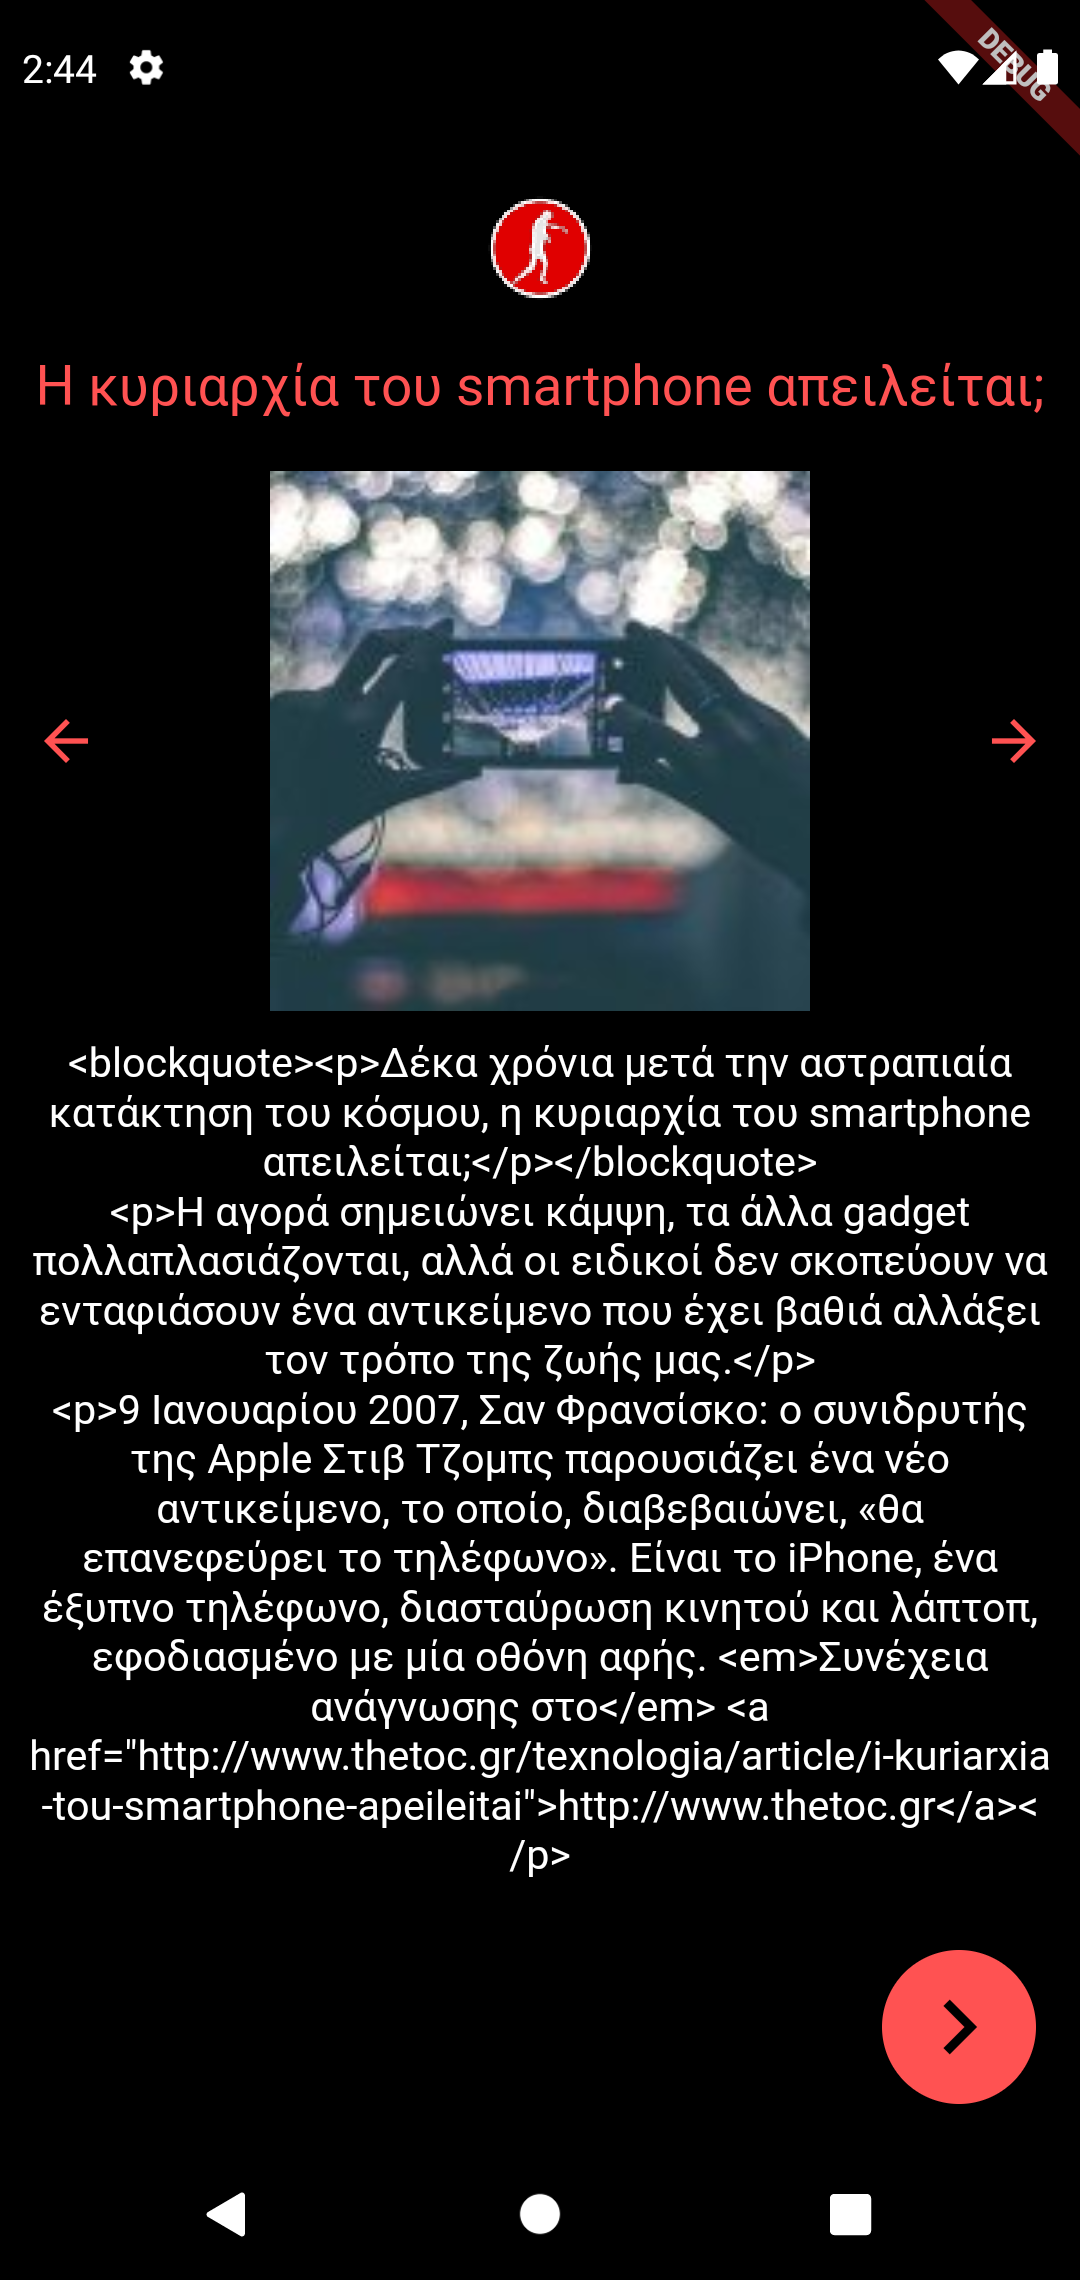 2:44
DEBUG
Η κυριαρχία του smartphone απειλείται;
<blockquote><p>Δέκα χρόνια μετά την αστραπιαία
κατάκτηση του κόσμου, η κυριαρχία του smartphone
απειλείται;</p></blockquote>
<p>Η αγορά σημειώνει κάμψη, τα άλλα gadget
πολλαπλασιάζονται, αλλά οι ειδικοί δεν σκοπεύουν να
ενταφιάσουν ένα αντικείμενο που έχει βαθιά αλλάξει
τον τρόπο της ζωής μας.</p>
<p>9 Ιανουαρίου 2007, Σαν Φρανσίσκο: ο συνιδρυτής
της Apple Στιβ Τζομπς παρουσιάζει ένα νέο
αντικείμενο, το οποίο, διαβεβαιώνει, «θα
επανεφεύρει το τηλέφωνο». Είναι το iPhone, ένα
έξυπνο τηλέφωνο, διασταύρωση κινητού και λάπτοπ,
εφοδιασμένο με μία οθόνη αφής. <em>Συνέχεια
ανάγνωσης στο</em> <a
href="http://www.thetoc.gr/texnologia/article/i-kuriarxia
-tou-smartphone-apeileitai">http://www.thetoc.gr</a><
/p>